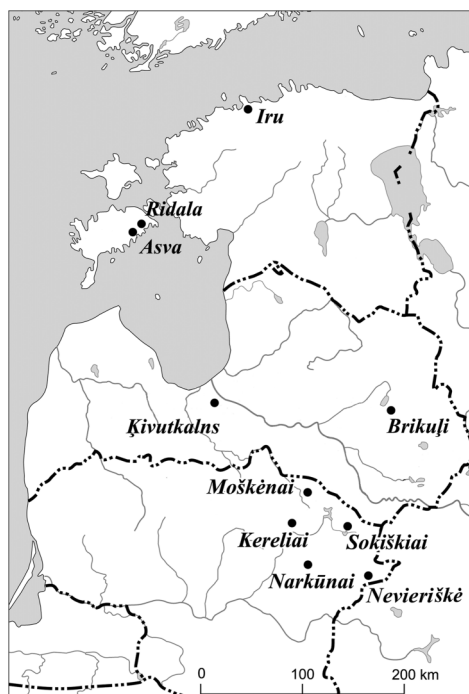 Iru
Ridala
Asva
Ķivutkalns
Brikuļi
Moškėnai
Kereliai
Sokiškiai
Narkūnai
Nevieriškė
0 100 200 km